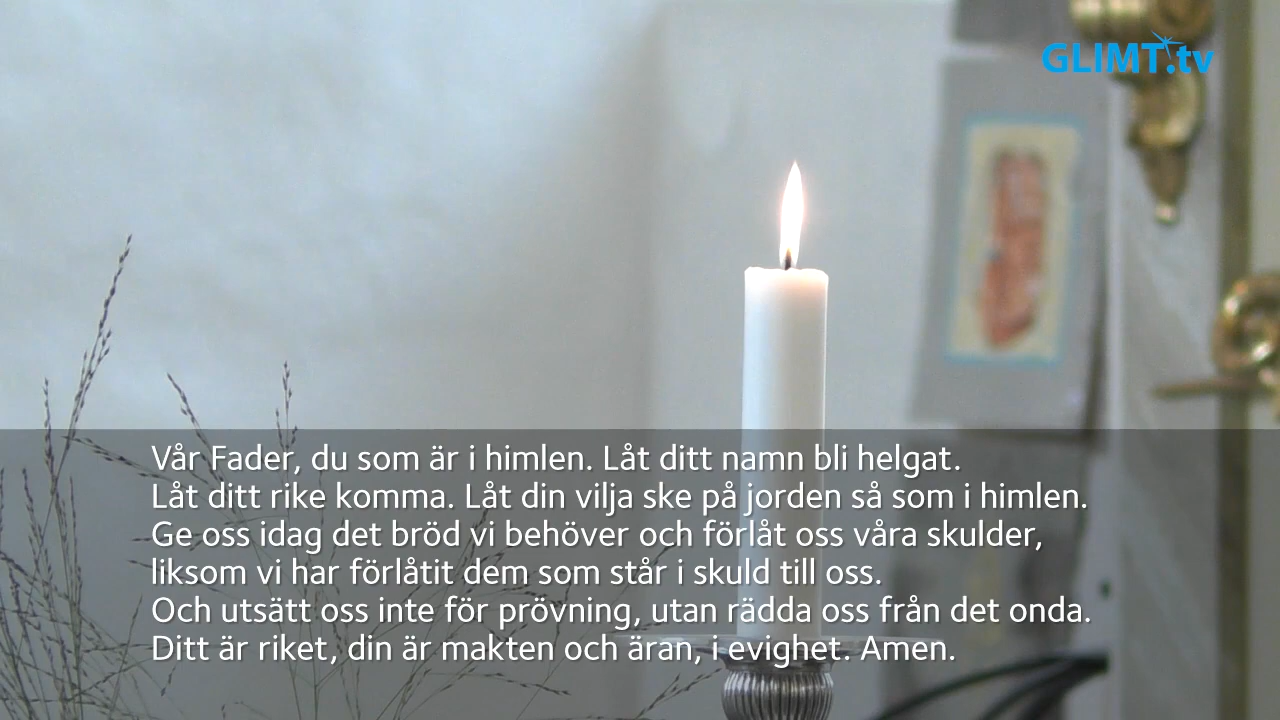 GLIMT.tv
Vår Fader, du som är i himlen. Låt ditt namn bli helgat.
Låt ditt rike komma. Låt din vilja ske på jorden så som i himlen.
Ge oss idag det bröd vi behöver och förlåt oss våra skulder,
liksom vi har förlåtit dem som står i skuld till oss.
Och utsätt oss inte för prövning, utan rädda oss från det onda.
Ditt är riket, din är makten och äran, i evighet. Amen.